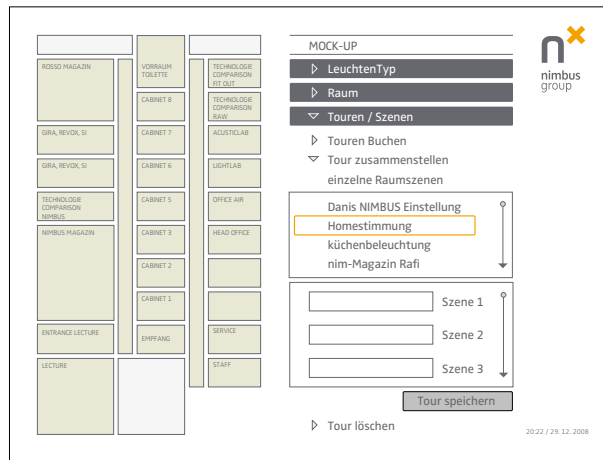 ROSSO MAGAZIN
VORRAUM
TOILETTE
TECHNOLOGIE
COMPARISON
FIT OUT
CABINET 8
TECHNOLOGIE
COMPARISON
RAW
GIRA, REVOX, SI
CABINET 7
ACUSTICLAB
GIRA, REVOX, SI
CABINET 6
LIGHTLAB
TECHNOLOGIE
COMPARISON
NIMBUS
CABINET 5
OFFICE AIR
NIMBUS MAGAZIN
CABINET 3
HEAD OFFICE
CABINET 2
CABINET 1
ENTRANCE LECTURE
EMPFANG
SERVICE
LECTURE
STAFF
MOCK-UP
LeuchtenTyp
Raum
Touren / Szenen
Touren Buchen
Tour zusammenstellen
einzelne Raumszenen
Danis NIMBUS Einstellung
Homestimmung
küchenbeleuchtung
nim-Magazin Rafi
Szene 1
Szene 2
Szene 3
Tour speichern
Tour löschen
nimbus
group
20:22 / 29. 12. 2008